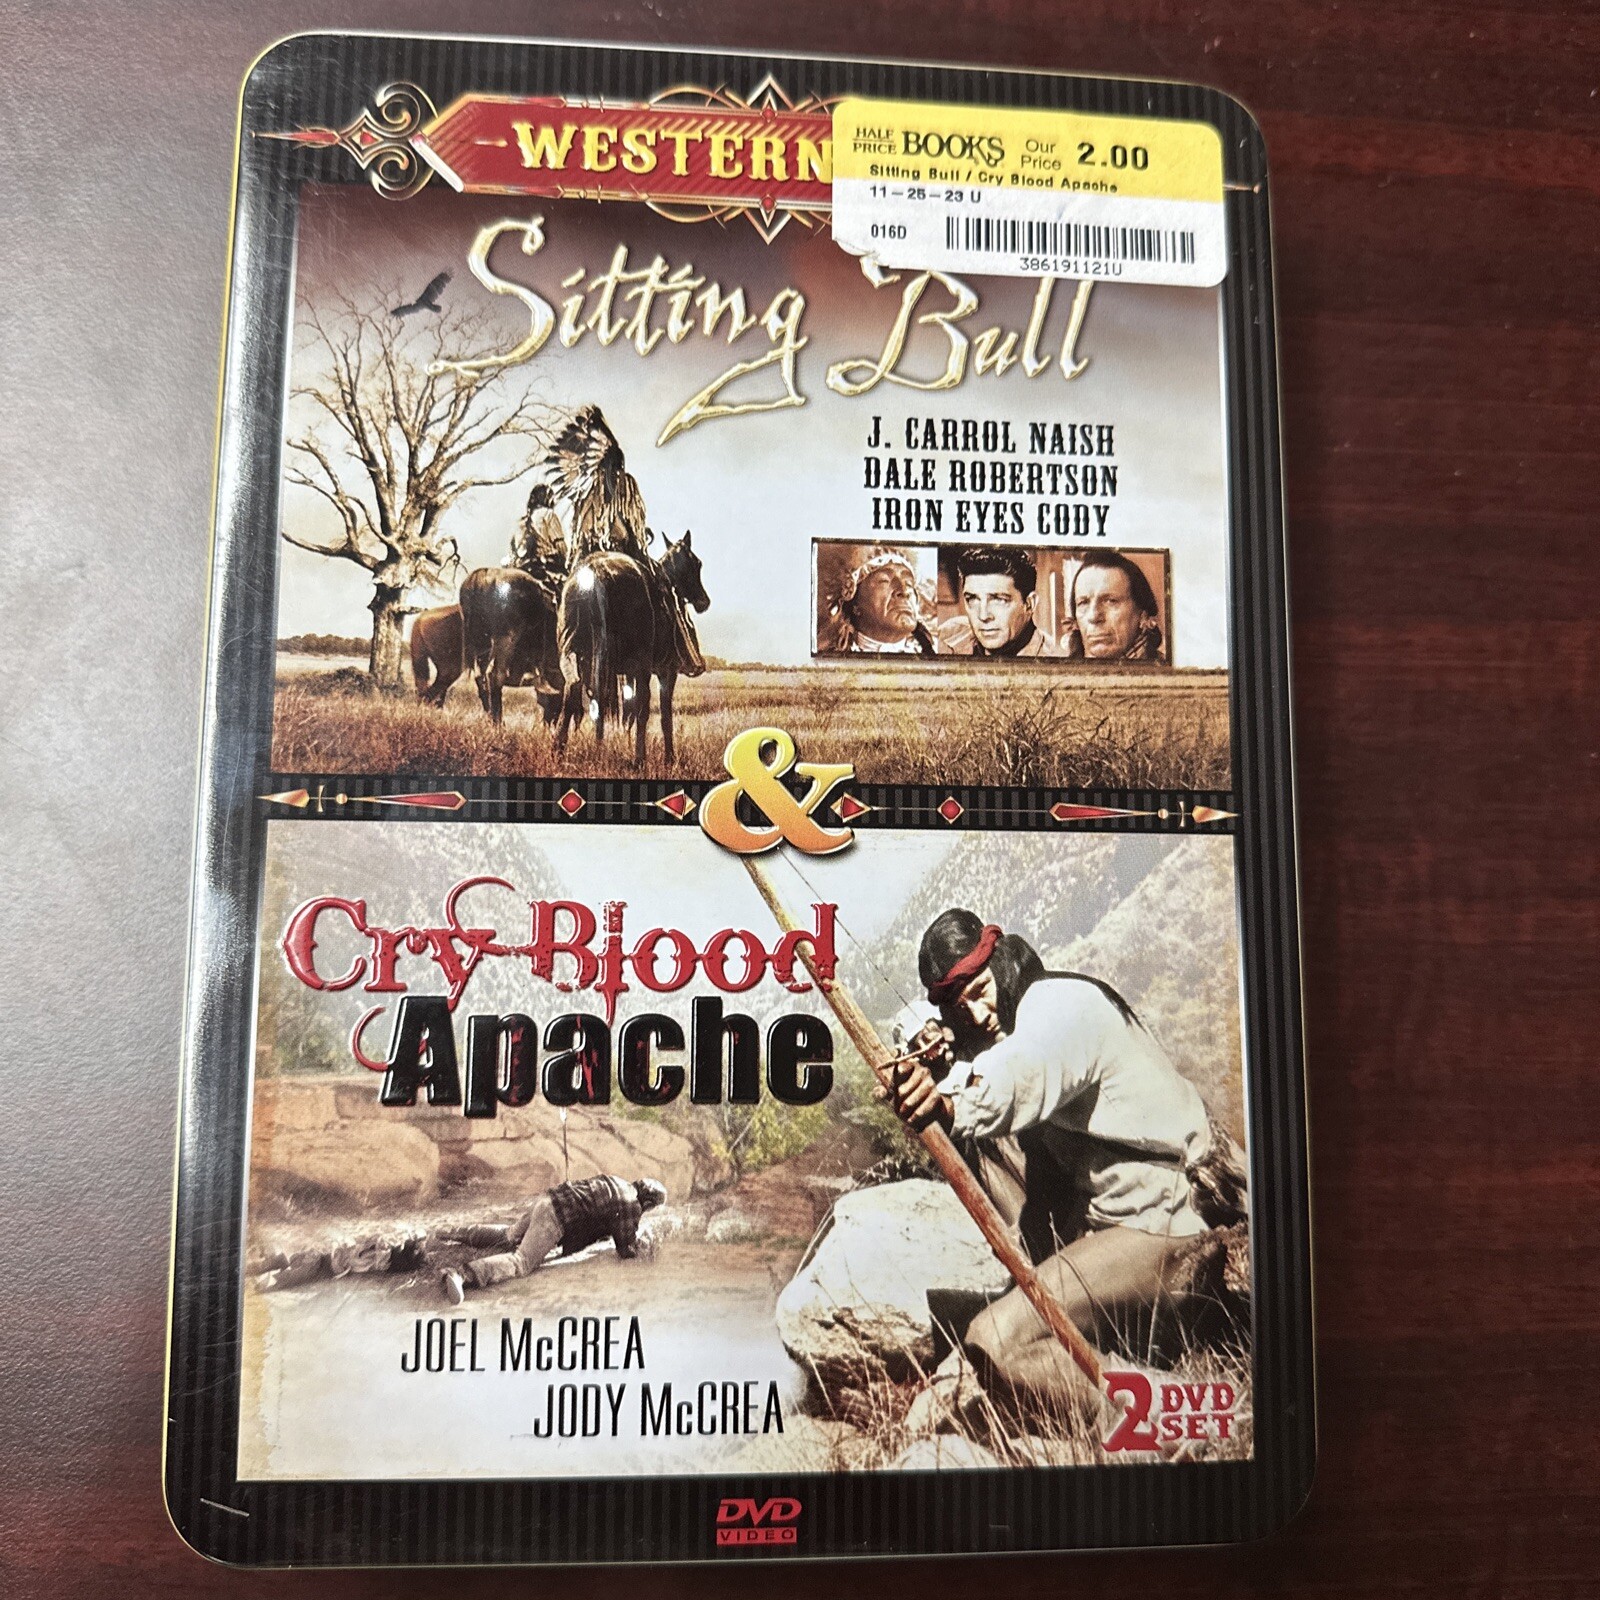 WESTERN
HALF PRICE BOOKS Our Price 2.00
Sitting Bull / Cry Blood Apache
11-25-23 U
016D
386191121U
Sitting Bull
J. CARROL NAISH
DALE ROBERTSON
IRON EYES CODY
&
Cry Blood
Apache
JOEL McCREA
JODY McCREA
2 DVD
SET
DVD
VIDEO